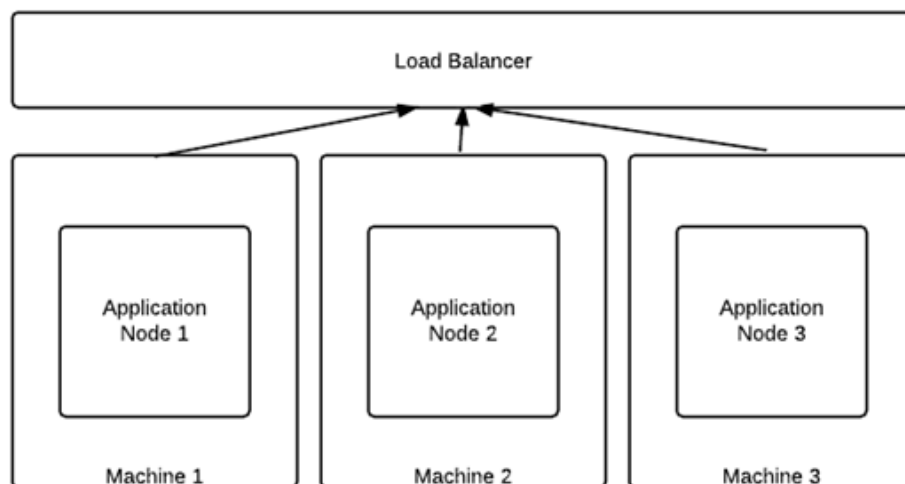 Load Balancer
Application
Node 1
Application
Node 2
Application
Node 3
Machine 1
Machine 2
Machine 3